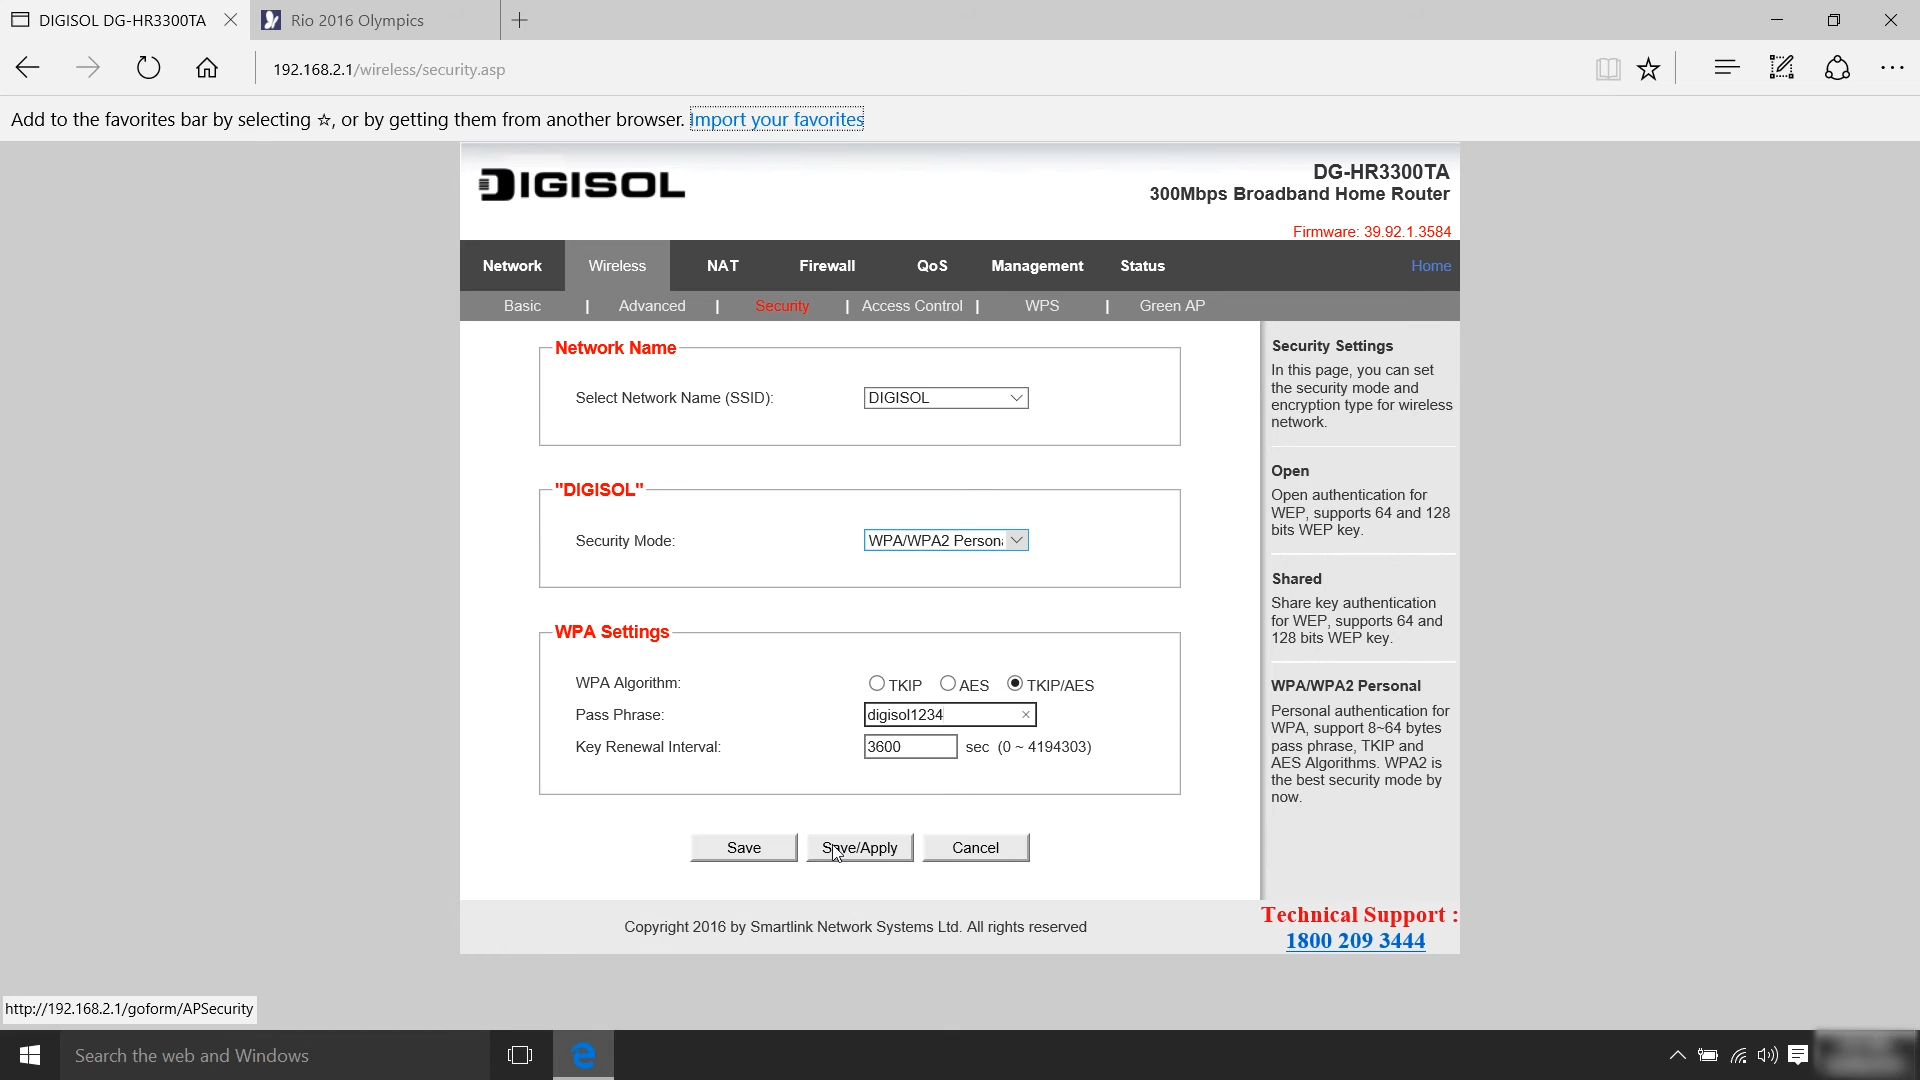 DIGISOL DG-HR3300TA
Rio 2016 Olympics
192.168.2.1/wireless/security.asp
Add to the favorites bar by selecting ☆, or by getting them from another browser. Import your favorites
DIGISOL
DG-HR3300TA
300Mbps Broadband Home Router
Firmware: 39.92.1.3584
Network Wireless NAT Firewall QoS Management Status Home
Basic | Advanced | Security | Access Control | WPS | Green AP
Network Name
Select Network Name (SSID): DIGISOL
"DIGISOL"
Security Mode: WPA/WPA2 Persona
WPA Settings
WPA Algorithm: TKIP AES TKIP/AES
Pass Phrase: digisol1234
Key Renewal Interval: 3600 sec (0 ~ 4194303)
Save Save/Apply Cancel
Security Settings
In this page, you can set
the security mode and
encryption type for wireless
network.
Open
Open authentication for
WEP, supports 64 and 128
bits WEP key.
Shared
Share key authentication
for WEP, supports 64 and
128 bits WEP key.
WPA/WPA2 Personal
Personal authentication for
WPA, support 8~64 bytes
pass phrase, TKIP and
AES Algorithms. WPA2 is
the best security mode by
now.
Copyright 2016 by Smartlink Network Systems Ltd. All rights reserved
Technical Support :
1800 209 3444
http://192.168.2.1/goform/APSecurity
Search the web and Windows